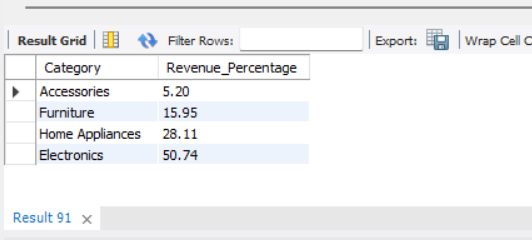 Result Grid Filter Rows: Export: Wrap Cell C
Category Revenue_Percentage
Accessories 5.20
Furniture 15.95
Home Appliances 28.11
Electronics 50.74
Result 91 ×